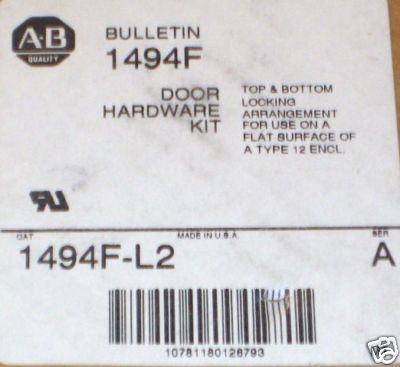 A-B
QUALITY
BULLETIN
1494F
DOOR
HARDWARE
KIT
TOP & BOTTOM
LOCKING
ARRANGEMENT
FOR USE ON A
FLAT SURFACE OF
A TYPE 12 ENCL.
CAT
MADE IN U.S.A.
SER
1494F-L2
A
10781180126793
ebY